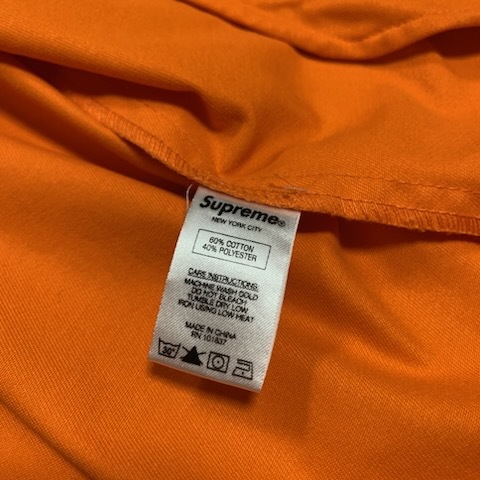 Supreme®
NEW YORK CITY
60% COTTON
40% POLYESTER
CARE INSTRUCTIONS:
MACHINE WASH COLD
DO NOT BLEACH
TUMBLE DRY LOW
IRON USING LOW HEAT
MADE IN CHINA
RN 101837
30°